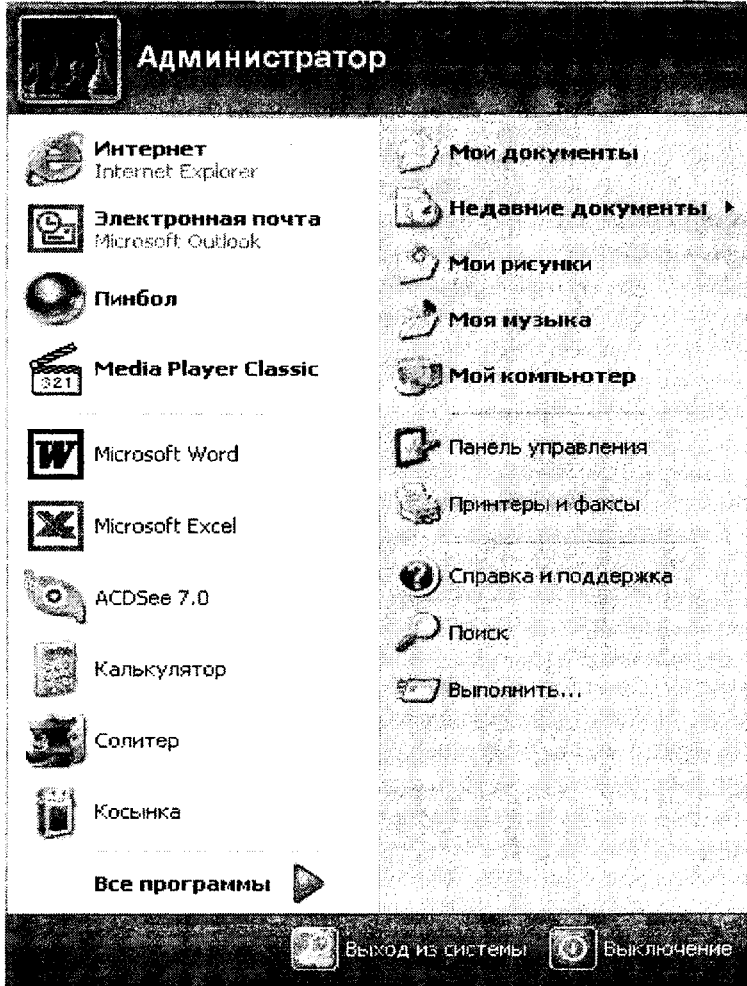 Администратор
Интернет
Internet Explorer
Электронная почта
Microsoft Outlook
Пинбол
Media Player Classic
321
Microsoft Word
Microsoft Excel
ACDSee 7.0
Калькулятор
Солитер
Косынка
Все программы
Мои документы
Недавние документы
Мои рисунки
Моя музыка
Мой компьютер
Панель управления
Принтеры и факсы
Справка и поддержка
Поиск
Выполнить...
Выход из системы
Выключение